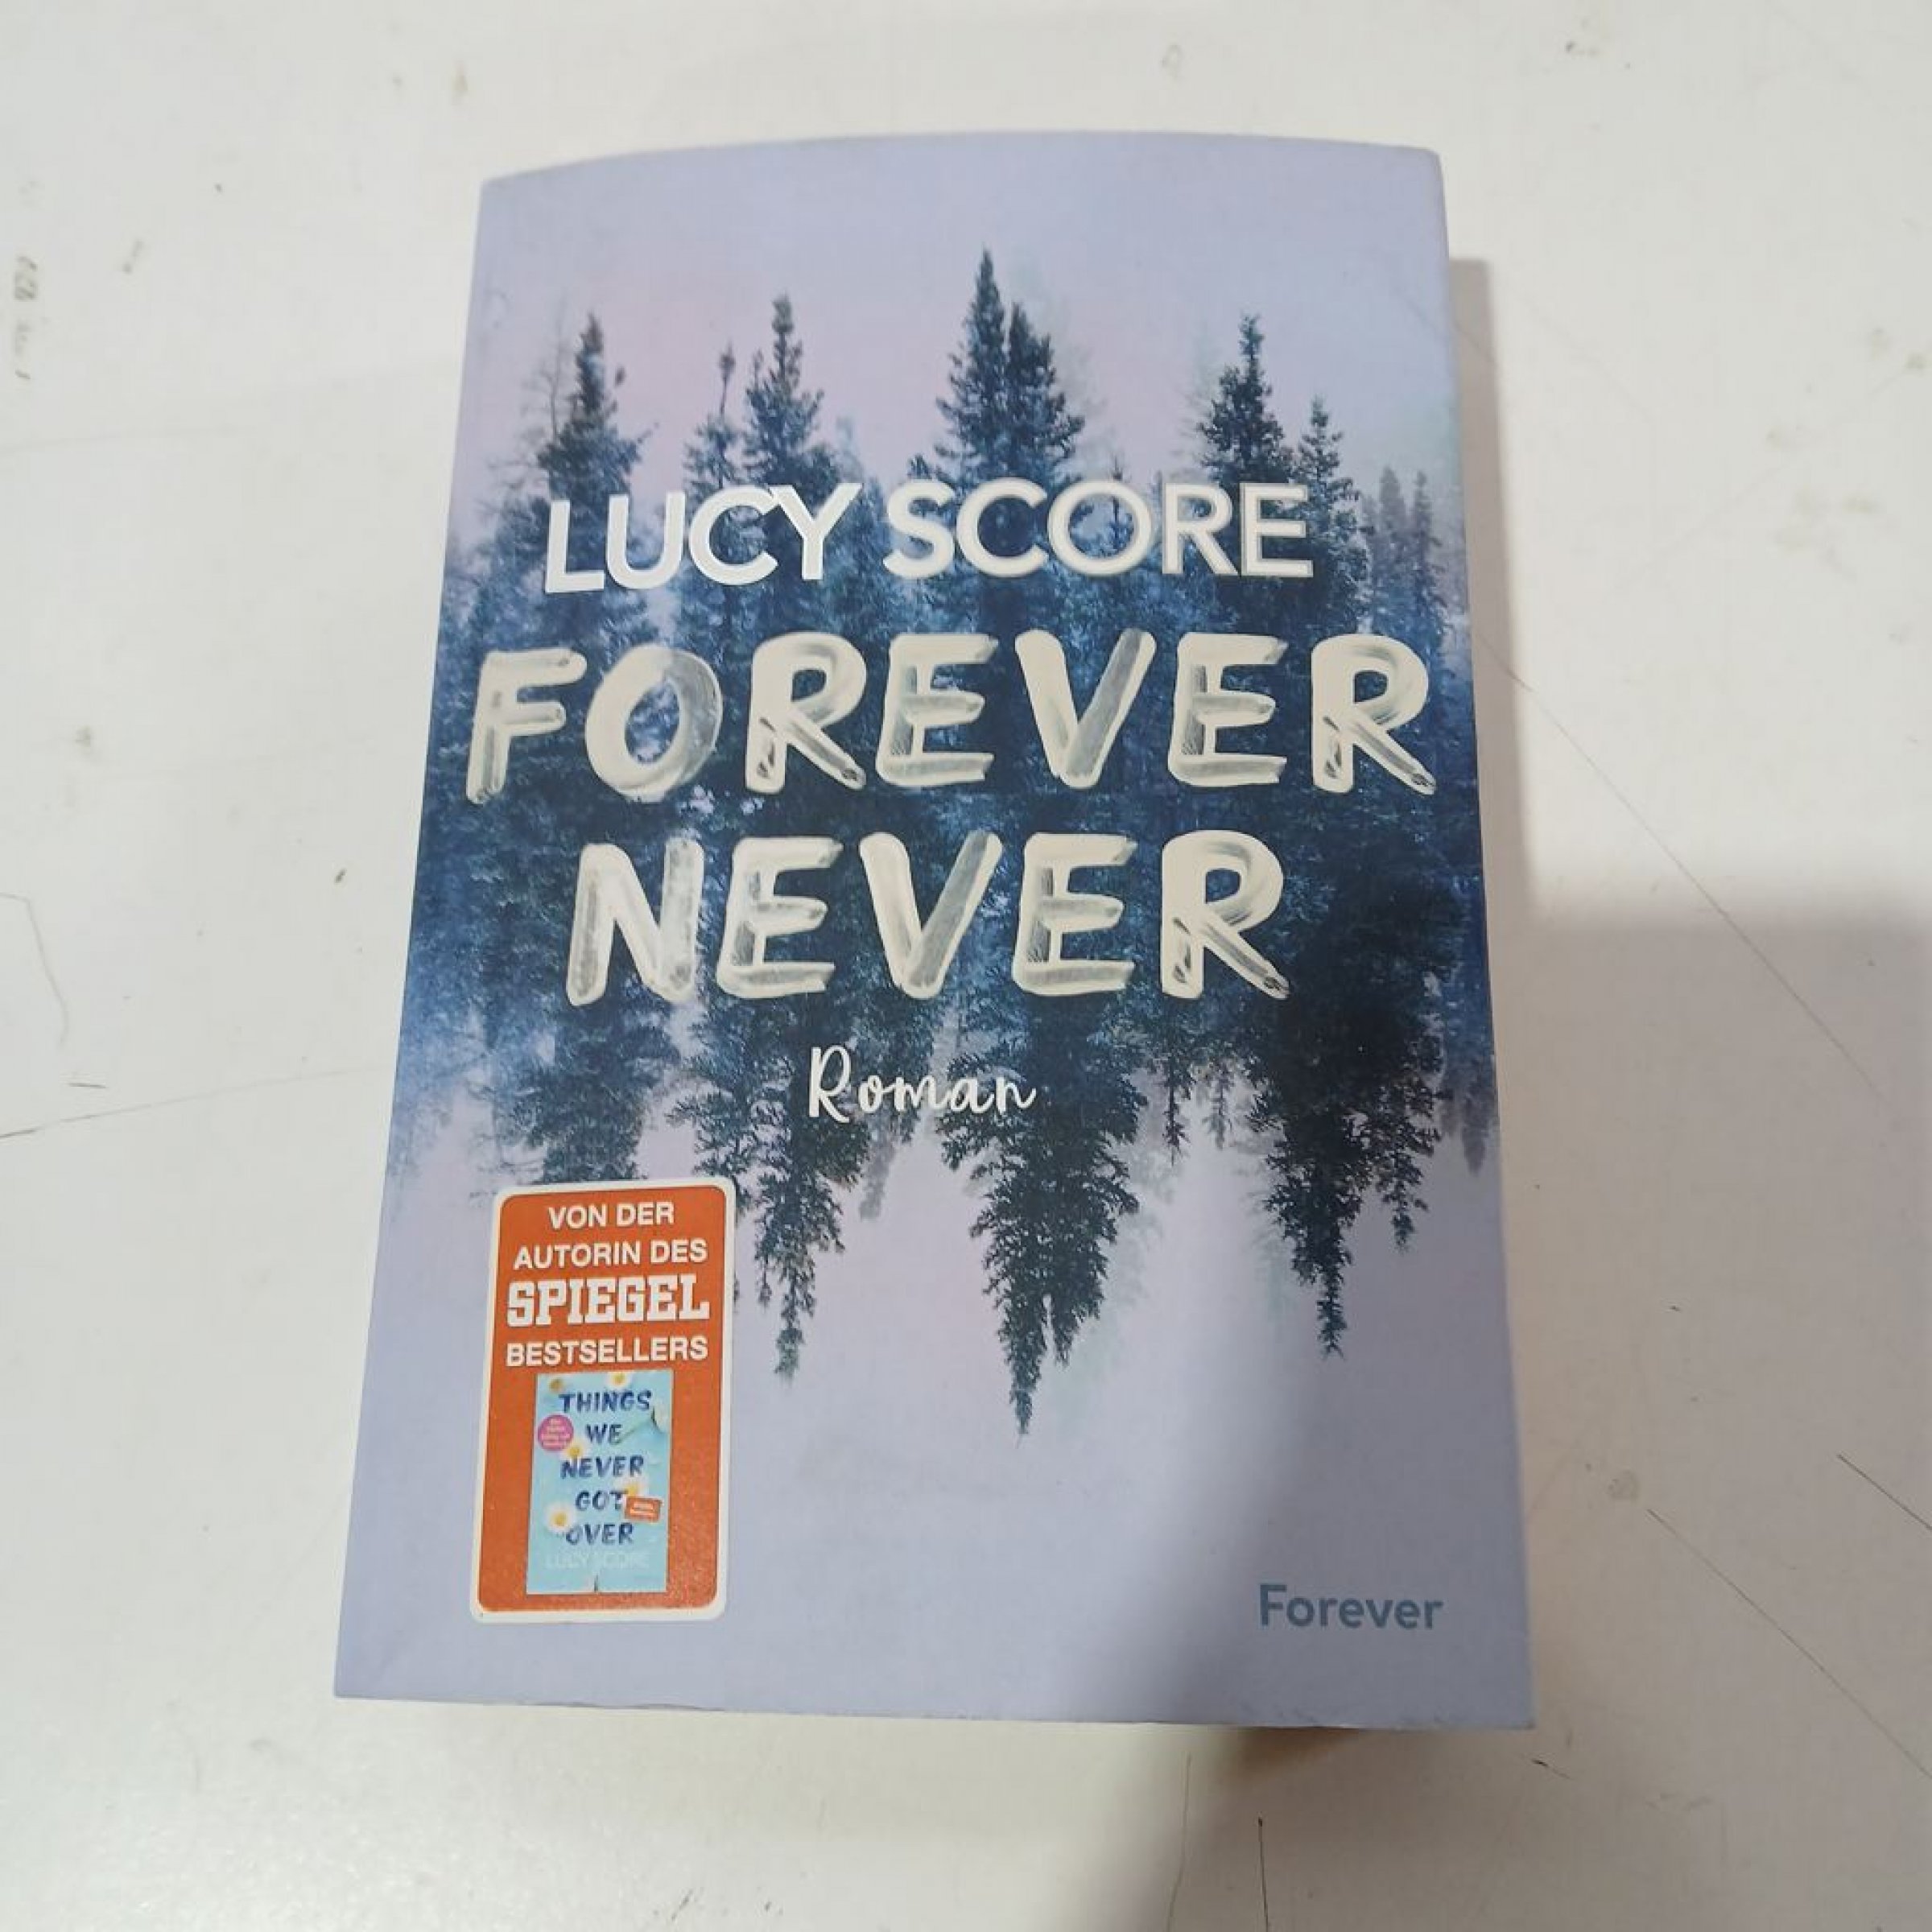 LUCY SCORE
FOREVER
NEVER
Roman
VON DER
AUTORIN DES
SPIEGEL
BESTSELLERS
THINGS
WE
NEVER
GOT
OVER
LUCY SCORE
Forever